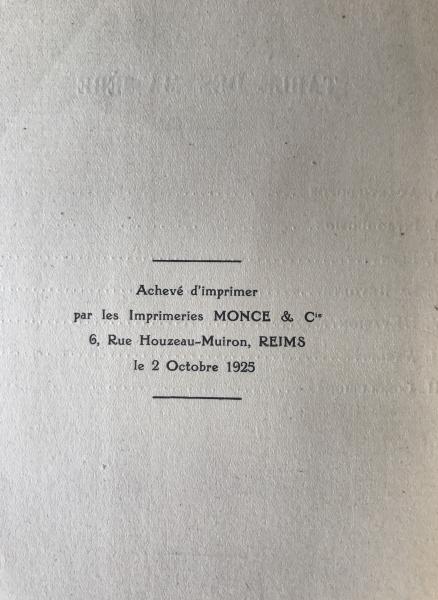 Achevé d'imprimer
par les Imprimeries MONCE & Cie
6, Rue Houzeau-Muiron, REIMS
le 2 Octobre 1925